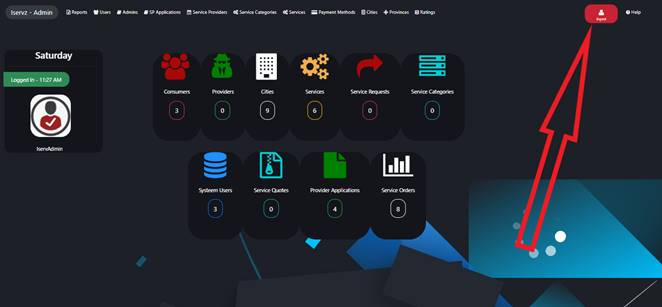 Iservz - Admin
Reports
Users
Admins
SP Applications
Service Providers
Service Categories
Services
Payment Methods
Cities
Provinces
Ratings
Help
Saturday
Logged In - 11:27 AM
IservAdmin
Consumers
Providers
Cities
Services
Service Requests
Service Categories
3
0
9
6
0
0
Systeem Users
Service Quotes
Provider Applications
Service Orders
3
0
4
8